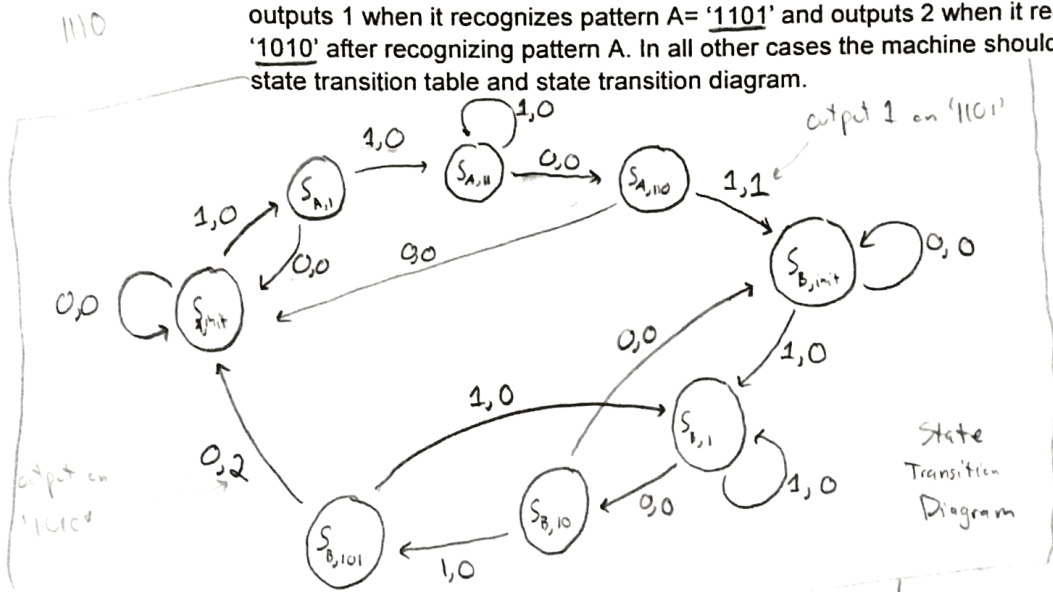 1110
outputs 1 when it recognizes pattern A= ‘1101’ and outputs 2 when it re
‘1010’ after recognizing pattern A. In all other cases the machine shoul
state transition table and state transition diagram.
output 1 on ‘1101’
1,0
1,0
S_A,11
0,0
S_A,110
1,1
S_A,1
1,0
0,0
0,0
0,0
S_B,init
0,0
S_init
0,0
1,0
1,0
S_B,1
State
Transition
Diagram
0,2
output on
‘1010’
1,0
0,0
S_B,10
S_B,101
1,0